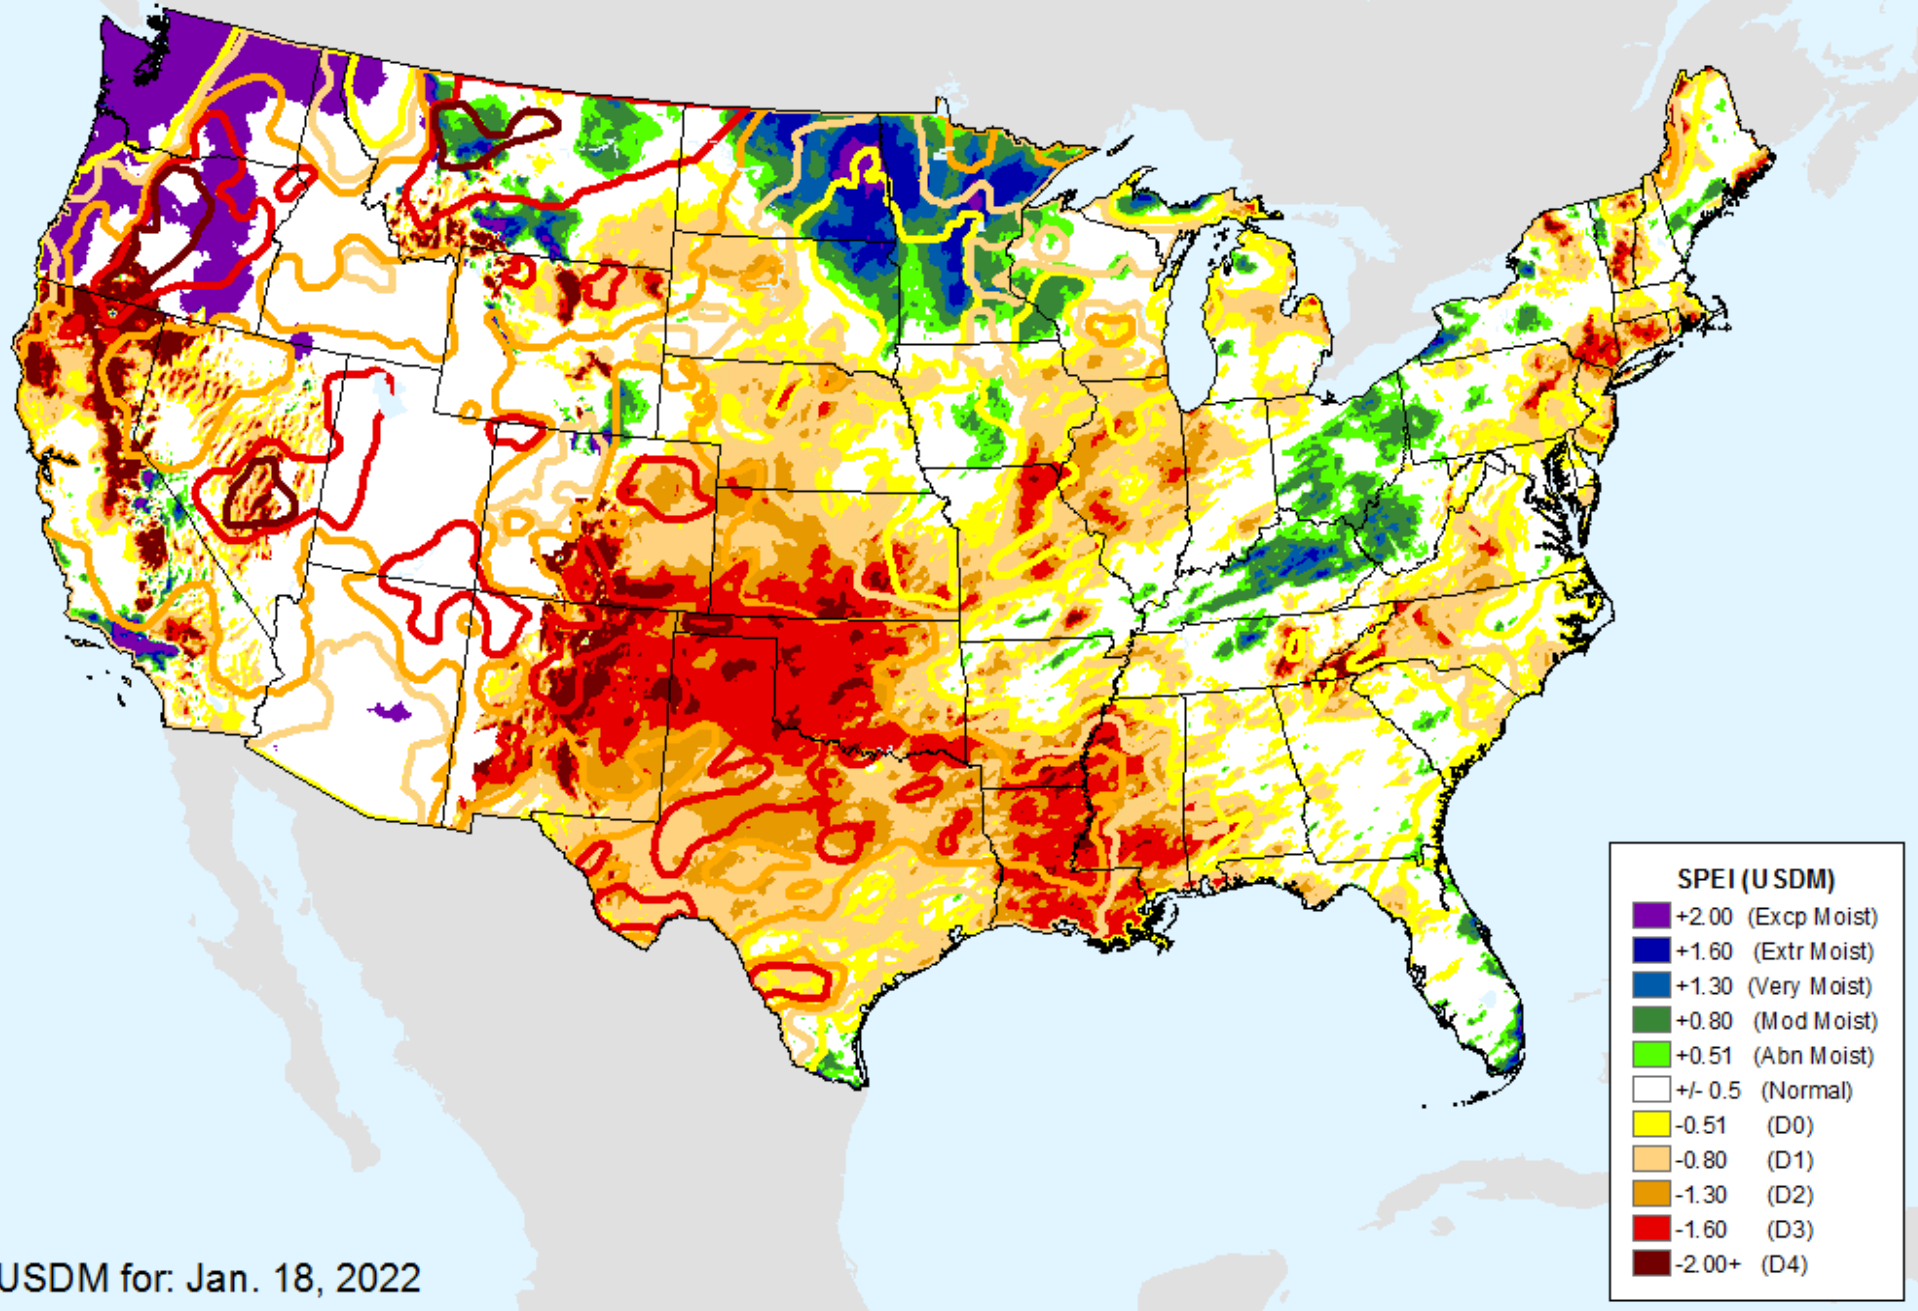 SPEI (USDM)
+2.00 (Excp Moist)
+1.60 (Extr Moist)
+1.30 (Very Moist)
+0.80 (Mod Moist)
+0.51 (Abn Moist)
+/- 0.5 (Normal)
-0.51 (D0)
-0.80 (D1)
-1.30 (D2)
-1.60 (D3)
-2.00+ (D4)
USDM for: Jan. 18, 2022